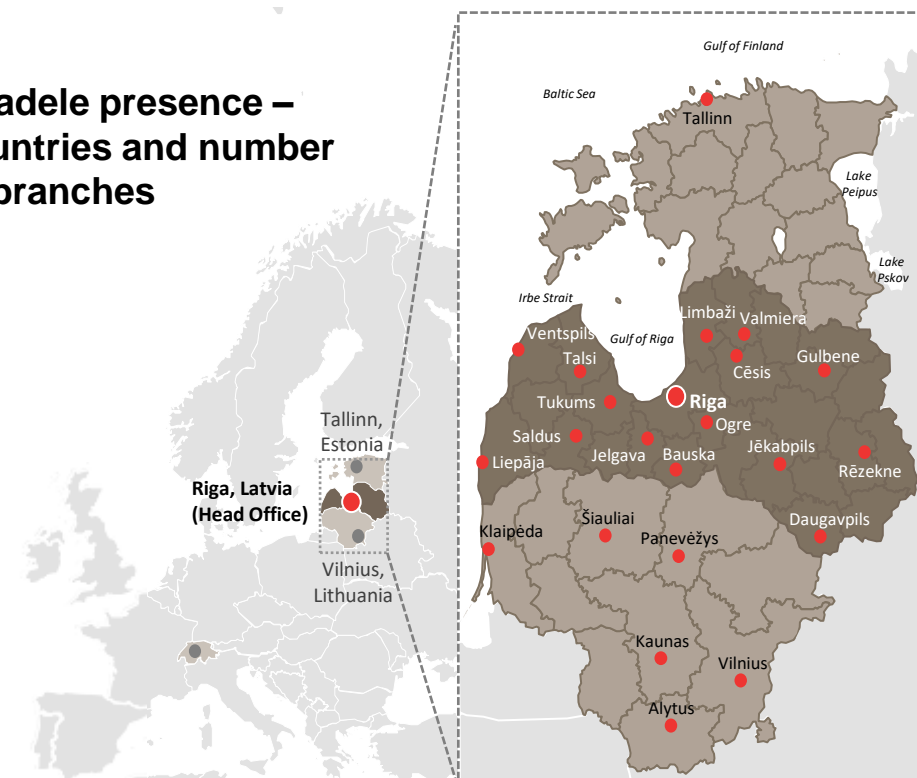 adele presence –
untries and number
branches
Gulf of Finland
Baltic Sea
Tallinn
Lake
Peipus
Lake
Pskov
Irbe Strait
Gulf of Riga
Limbaži
Valmiera
Ventspils
Talsi
Cēsis
Gulbene
Tukums
Riga
Ogre
Saldus
Jelgava
Bauska
Jēkabpils
Liepāja
Rēzekne
Daugavpils
Klaipėda
Šiauliai
Panevėžys
Kaunas
Vilnius
Alytus
Tallinn,
Estonia
Riga, Latvia
(Head Office)
Vilnius,
Lithuania